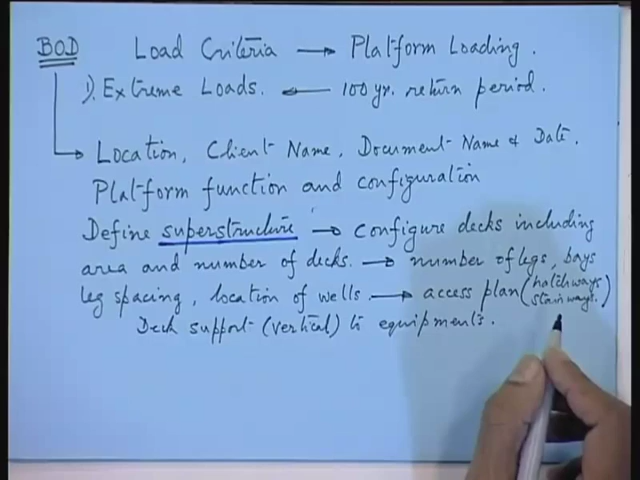 BOD Load Criteria → Platform Loading.
1). Extreme Loads. ← 100 yr. return period.
→ Location, Client Name, Document Name & Date.
Platform function and configuration
Define superstructure → configure decks including
area and number of decks. → number of legs, bays
leg spacing, location of wells. → access plan (hatchways
stairways.)
Deck support (vertical) to equipments.